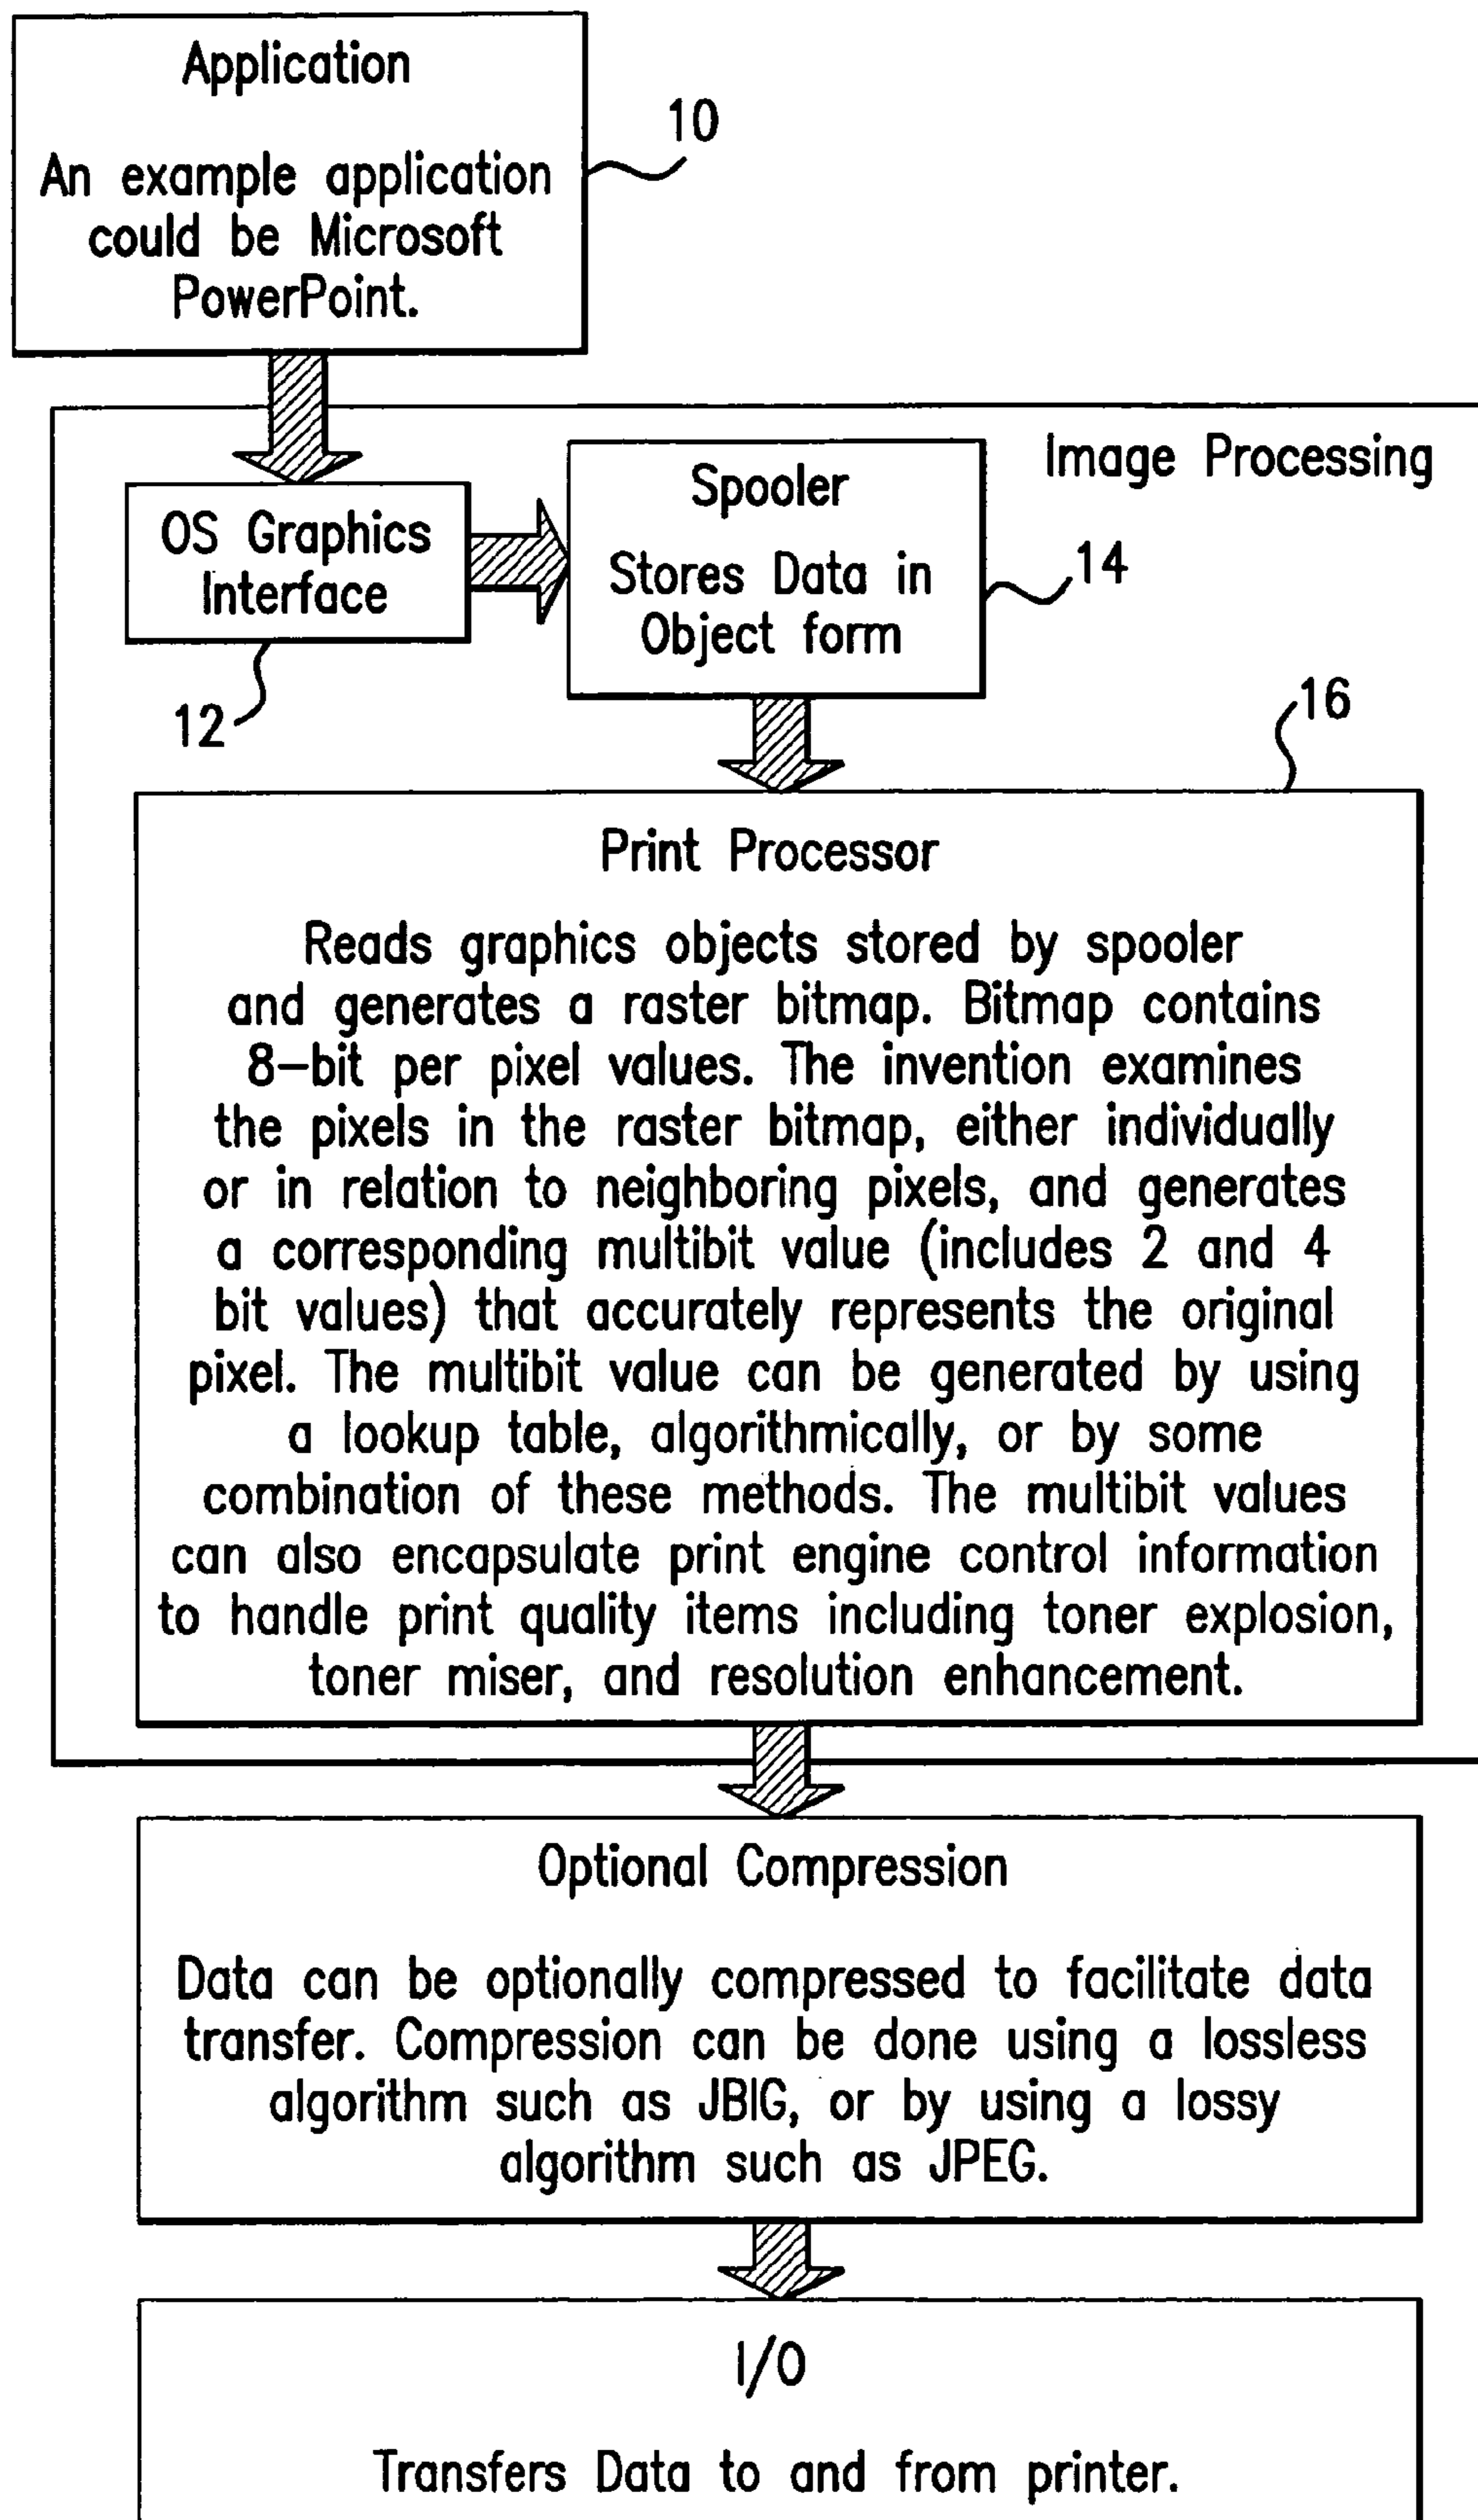 Application
An example application
could be Microsoft
PowerPoint.
10
Image Processing
OS Graphics
Interface
12
Spooler
Stores Data in
Object form
14
16
Print Processor
Reads graphics objects stored by spooler
and generates a raster bitmap. Bitmap contains
8-bit per pixel values. The invention examines
the pixels in the raster bitmap, either individually
or in relation to neighboring pixels, and generates
a corresponding multibit value (includes 2 and 4
bit values) that accurately represents the original
pixel. The multibit value can be generated by using
a lookup table, algorithmically, or by some
combination of these methods. The multibit values
can also encapsulate print engine control information
to handle print quality items including toner explosion,
toner miser, and resolution enhancement.
Optional Compression
Data can be optionally compressed to facilitate data
transfer. Compression can be done using a lossless
algorithm such as JBIG, or by using a lossy
algorithm such as JPEG.
I/O
Transfers Data to and from printer.